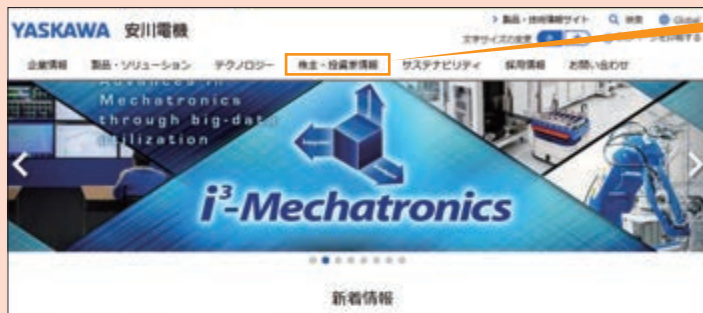 YASKAWA 安川電機
製品・技術情報サイト 検索 Global
文字サイズの変更
企業情報 製品・ソリューション テクノロジー 株主・投資家情報 サステナビリティ 採用情報 お問い合わせ
Advances in
Mechatronics
through big-data
utilization
i³-Mechatronics
新着情報